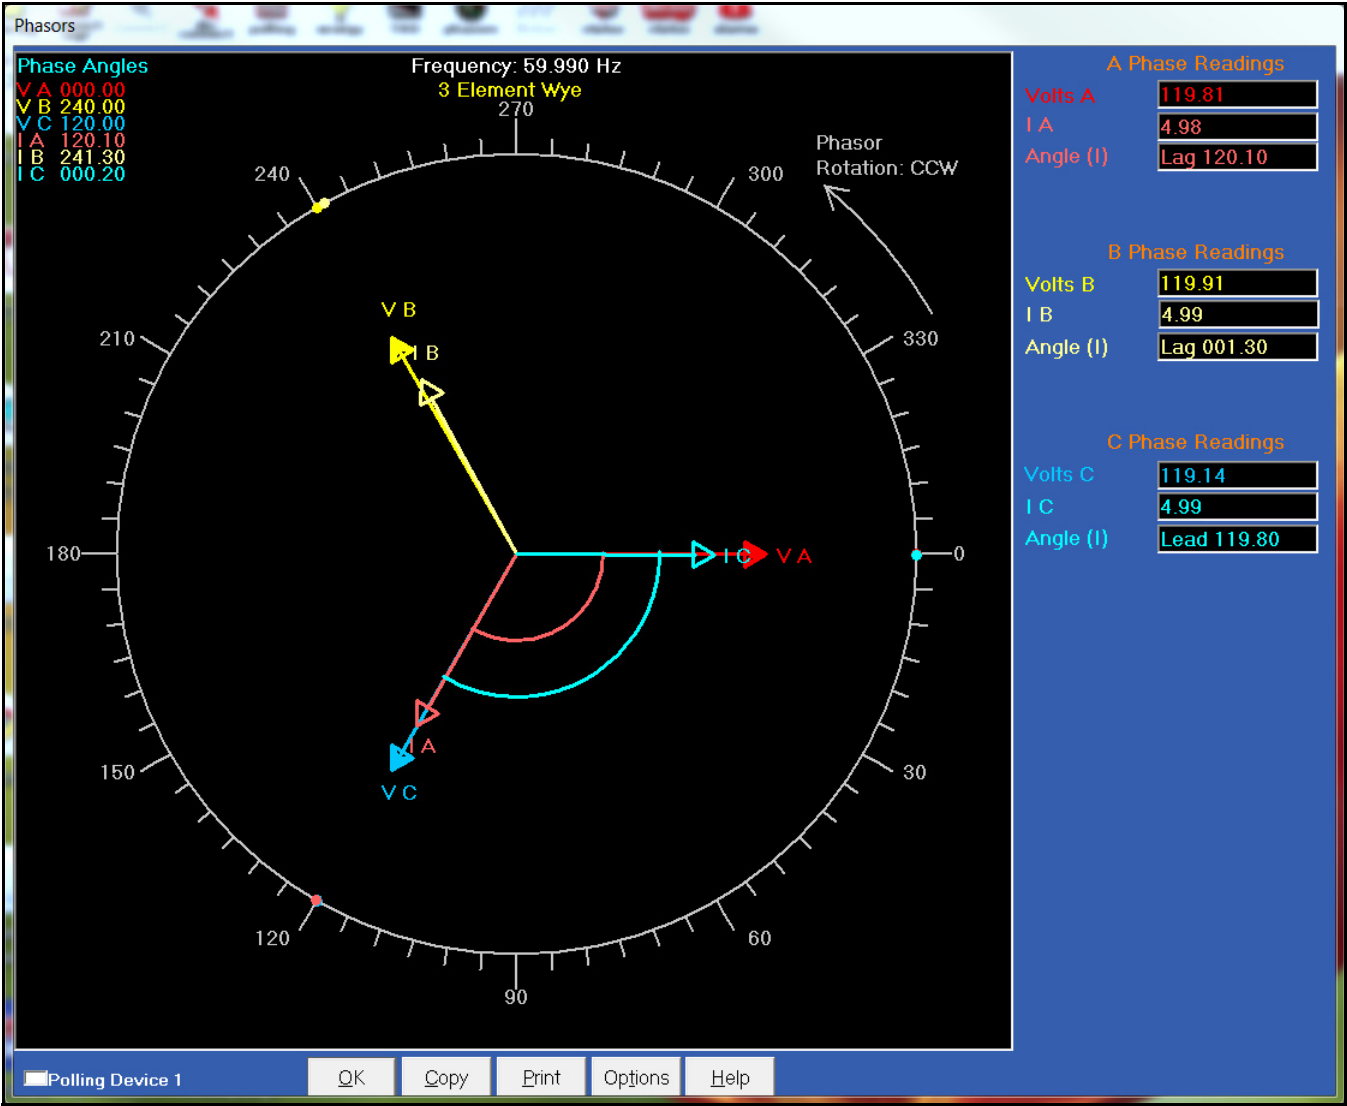 Phasors
Phase Angles
V A 000.00
V B 240.00
V C 120.00
I A 120.10
I B 241.30
I C 000.20
Frequency: 59.990 Hz
3 Element Wye
270
240
300
Phasor
Rotation: CCW
210
330
V B
I B
180
0
I C
V A
I A
V C
150
30
120
60
90
A Phase Readings
Volts A 119.81
I A 4.98
Angle (I) Lag 120.10
B Phase Readings
Volts B 119.91
I B 4.99
Angle (I) Lag 001.30
C Phase Readings
Volts C 119.14
I C 4.99
Angle (I) Lead 119.80
Polling Device 1
OK
Copy
Print
Options
Help